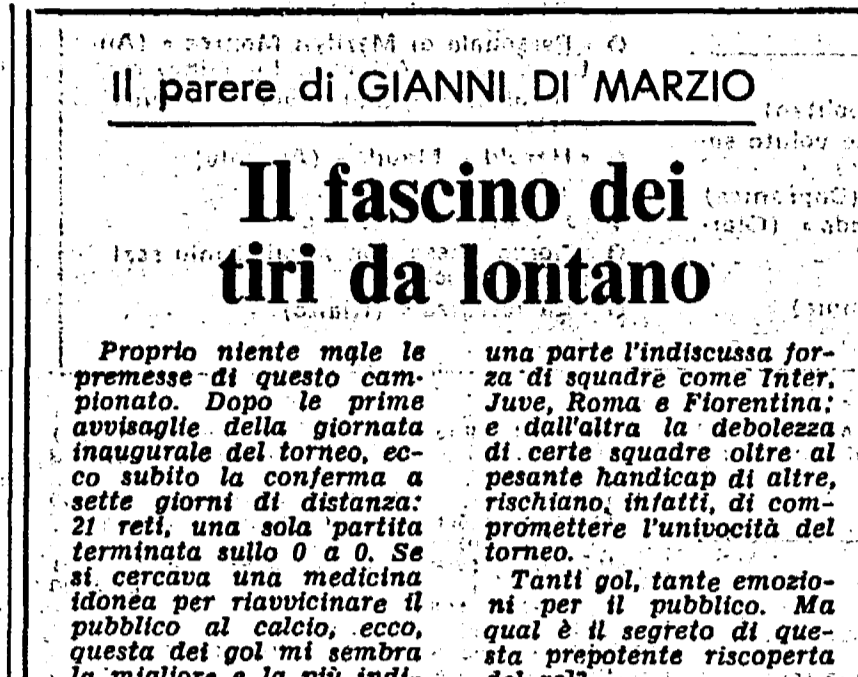 Il parere di GIANNI DI MARZIO
Il fascino dei
tiri da lontano
Proprio niente male le
premesse di questo cam-
pionato. Dopo le prime
avvisaglie della giornata
inaugurale del torneo, ec-
co subito la conferma a
sette giorni di distanza:
21 reti, una sola partita
terminata sullo 0 a 0. Se
si cercava una medicina
idonea per riavvicinare il
pubblico al calcio, ecco,
questa dei gol mi sembra
la migliore e la più indi-
una parte l'indiscussa for-
za di squadre come Inter,
Juve, Roma e Fiorentina;
e dall'altra la debolezza
di certe squadre oltre al
pesante handicap di altre,
rischiano, infatti, di com-
promettere l'univocità del
torneo.
Tanti gol, tante emozio-
ni per il pubblico. Ma
qual è il segreto di que-
sta prepotente riscoperta